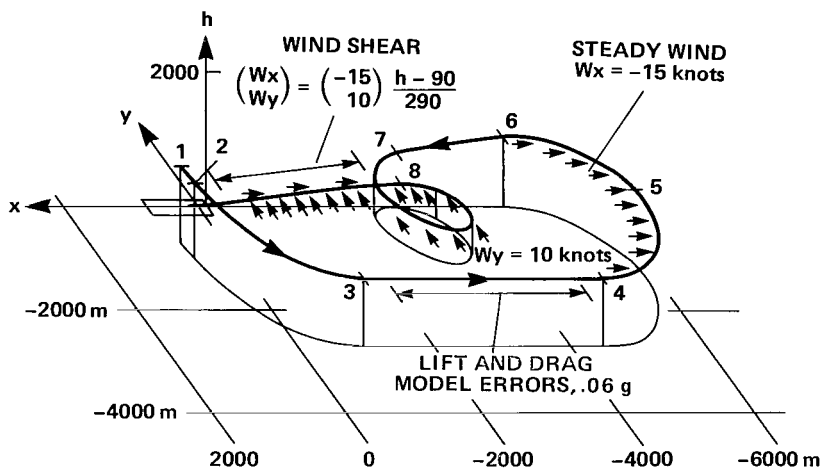 h
2000
WIND SHEAR
(Wx Wy) = (-15 10) h - 90 / 290
STEADY WIND
Wx = -15 knots
y
1
2
7
6
8
5
x
Wy = 10 knots
3
4
-2000 m
LIFT AND DRAG
MODEL ERRORS, .06 g
-4000 m
2000
0
-2000
-4000
-6000 m